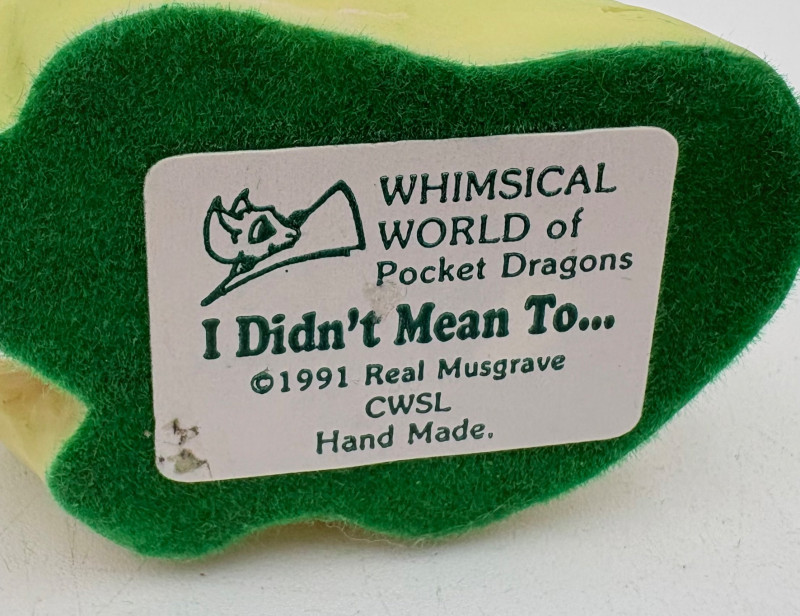 WHIMSICAL
WORLD of
Pocket Dragons
I Didn't Mean To...
©1991 Real Musgrave
CWSL
Hand Made.